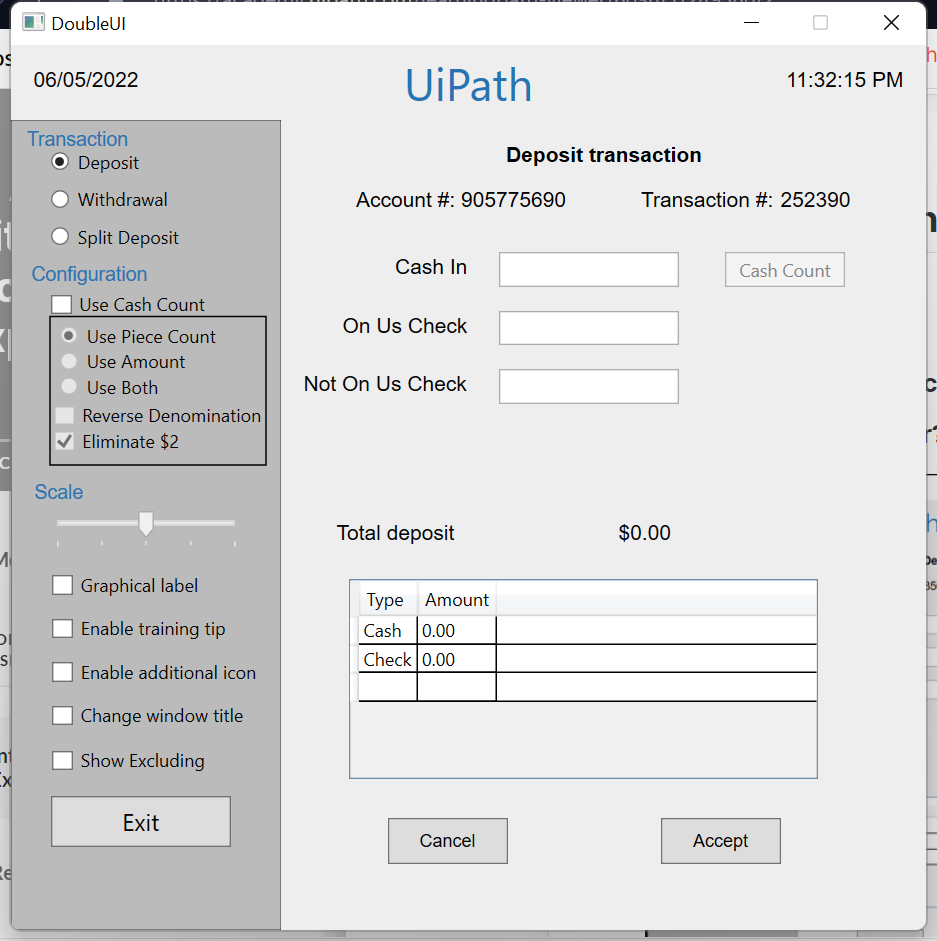 DoubleUI
06/05/2022
UiPath
11:32:15 PM
Transaction
Deposit
Withdrawal
Split Deposit
Configuration
Use Cash Count
Use Piece Count
Use Amount
Use Both
Reverse Denomination
Eliminate $2
Scale
Graphical label
Enable training tip
Enable additional icon
Change window title
Show Excluding
Exit
Deposit transaction
Account #: 905775690 Transaction #: 252390
Cash In
Cash Count
On Us Check
Not On Us Check
Total deposit $0.00
Type Amount
Cash 0.00
Check 0.00
Cancel
Accept